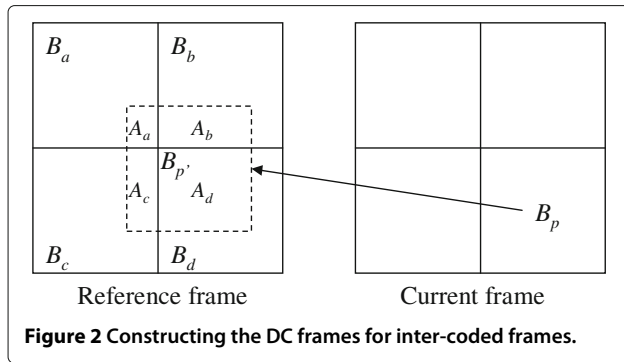 B_a B_b
A_a A_b
B_p'
A_c A_d
B_p
B_c B_d
Reference frame Current frame
Figure 2 Constructing the DC frames for inter-coded frames.